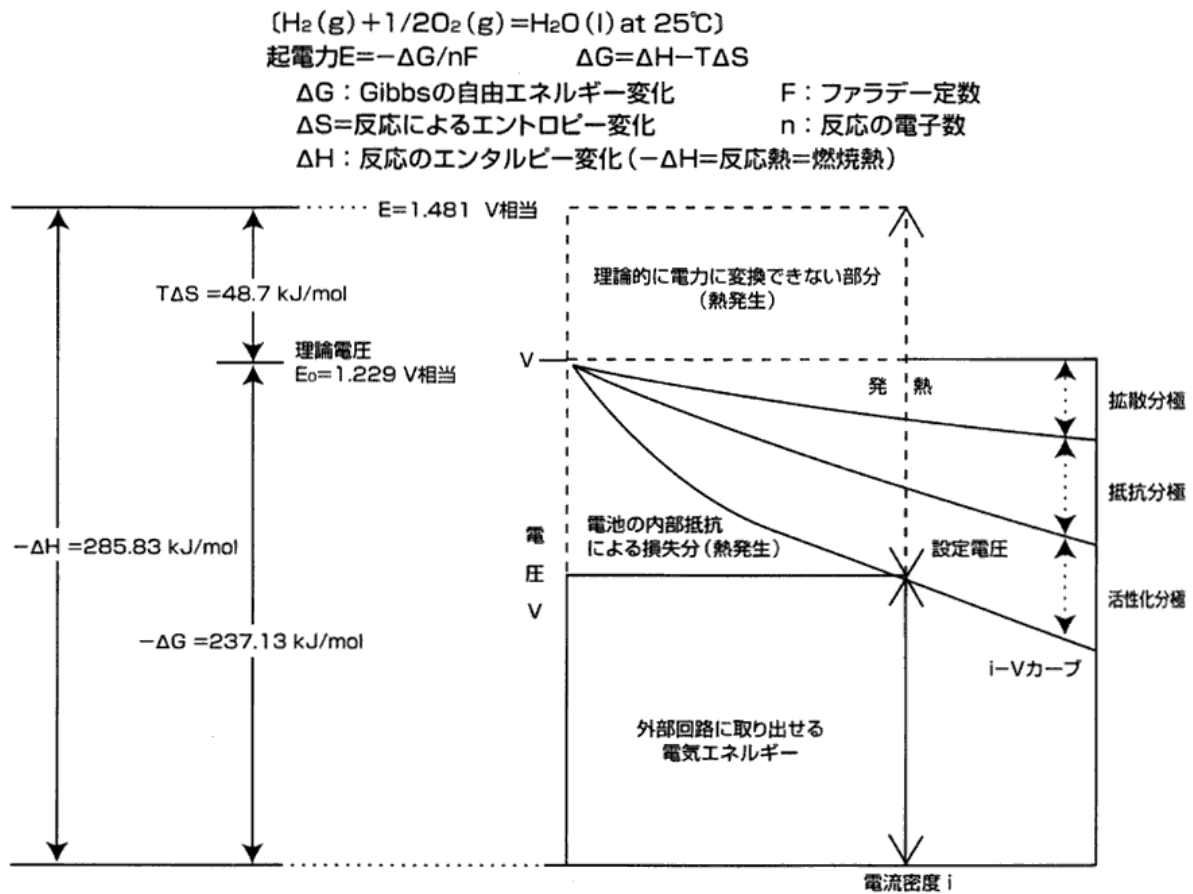 〔H₂(g)+1/2O₂(g)=H₂O(l) at 25℃〕
起電力E=−ΔG/nF ΔG=ΔH−TΔS
ΔG：Gibbsの自由エネルギー変化 F：ファラデー定数
ΔS=反応によるエントロピー変化 n：反応の電子数
ΔH：反応のエンタルピー変化(−ΔH=反応熱=燃焼熱)
E=1.481 V相当
理論的に電力に変換できない部分
(熱発生)
TΔS =48.7 kJ/mol
理論電圧
E₀=1.229 V相当
V
発 熱
拡散分極
抵抗分極
電池の内部抵抗
による損失分(熱発生)
設定電圧
電
圧
V
−ΔH =285.83 kJ/mol
活性化分極
−ΔG =237.13 kJ/mol
i−Vカーブ
外部回路に取り出せる
電気エネルギー
電流密度 i